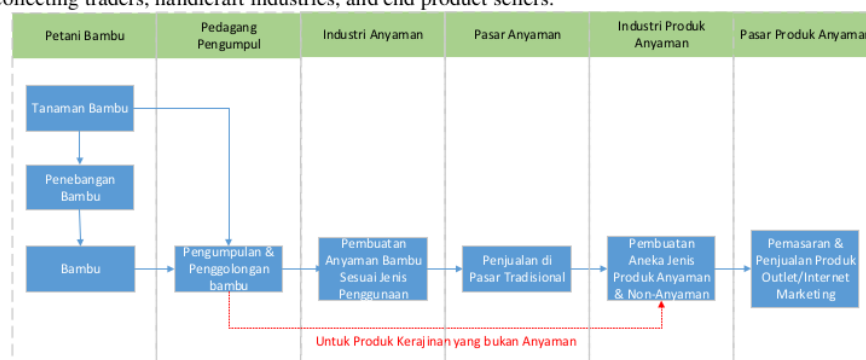 collecting traders, handicraft industries, and end product sellers.
Petani Bambu
Pedagang
Pengumpul
Industri Anyaman
Pasar Anyaman
Industri Produk
Anyaman
Pasar Produk Anyaman
Tanaman Bambu
Penebangan
Bambu
Bambu
Pengumpulan &
Penggolongan
bambu
Pembuatan
Anyaman Bambu
Sesuai Jenis
Penggunaan
Penjualan di
Pasar Tradisional
Pembuatan
Aneka Jenis
Produk Anyaman
& Non-Anyaman
Pemasaran &
Penjualan Produk
Outlet/Internet
Marketing
Untuk Produk Kerajinan yang bukan Anyaman